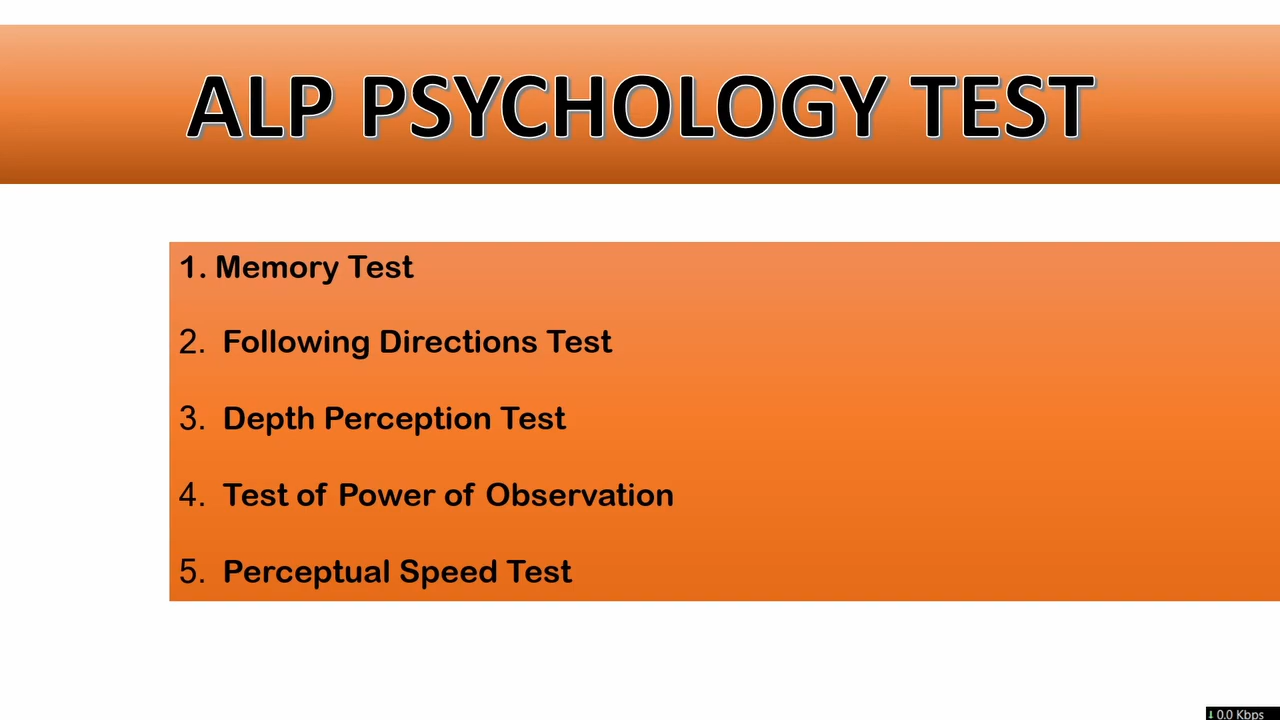 ALP PSYCHOLOGY TEST
1. Memory Test
2. Following Directions Test
3. Depth Perception Test
4. Test of Power of Observation
5. Perceptual Speed Test
⬇ 0.0 Kbps